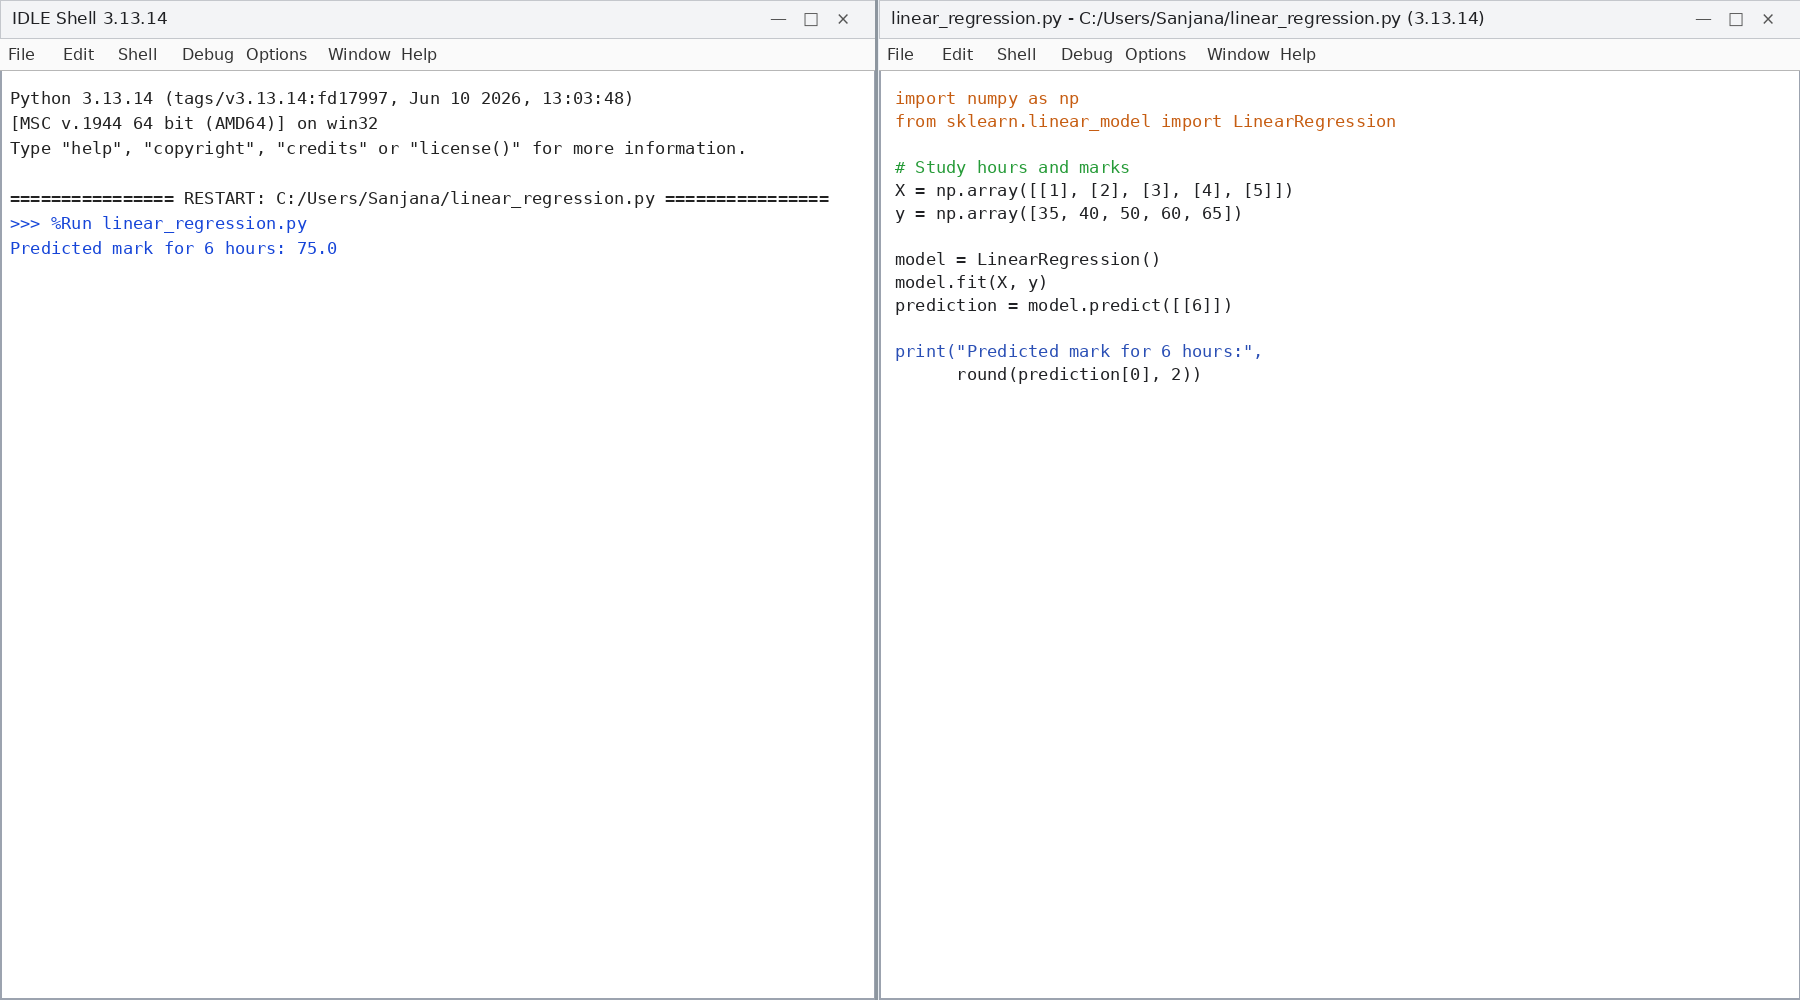 IDLE Shell 3.13.14
File Edit Shell Debug Options Window Help
Python 3.13.14 (tags/v3.13.14:fd17997, Jun 10 2026, 13:03:48)
[MSC v.1944 64 bit (AMD64)] on win32
Type "help", "copyright", "credits" or "license()" for more information.
================ RESTART: C:/Users/Sanjana/linear_regression.py ================
>>> %Run linear_regression.py
Predicted mark for 6 hours: 75.0
linear_regression.py - C:/Users/Sanjana/linear_regression.py (3.13.14)
File Edit Shell Debug Options Window Help
import numpy as np
from sklearn.linear_model import LinearRegression
# Study hours and marks
X = np.array([[1], [2], [3], [4], [5]])
y = np.array([35, 40, 50, 60, 65])
model = LinearRegression()
model.fit(X, y)
prediction = model.predict([[6]])
print("Predicted mark for 6 hours:",
      round(prediction[0], 2))